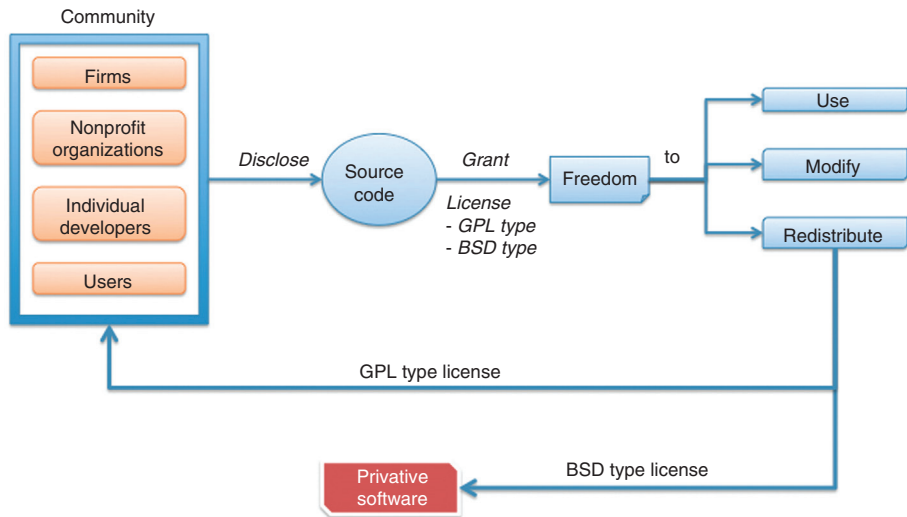 Community
Firms
Nonprofit
organizations
Individual
developers
Users
Disclose
Source
code
Grant
License
- GPL type
- BSD type
Freedom
to
Use
Modify
Redistribute
GPL type license
BSD type license
Privative
software